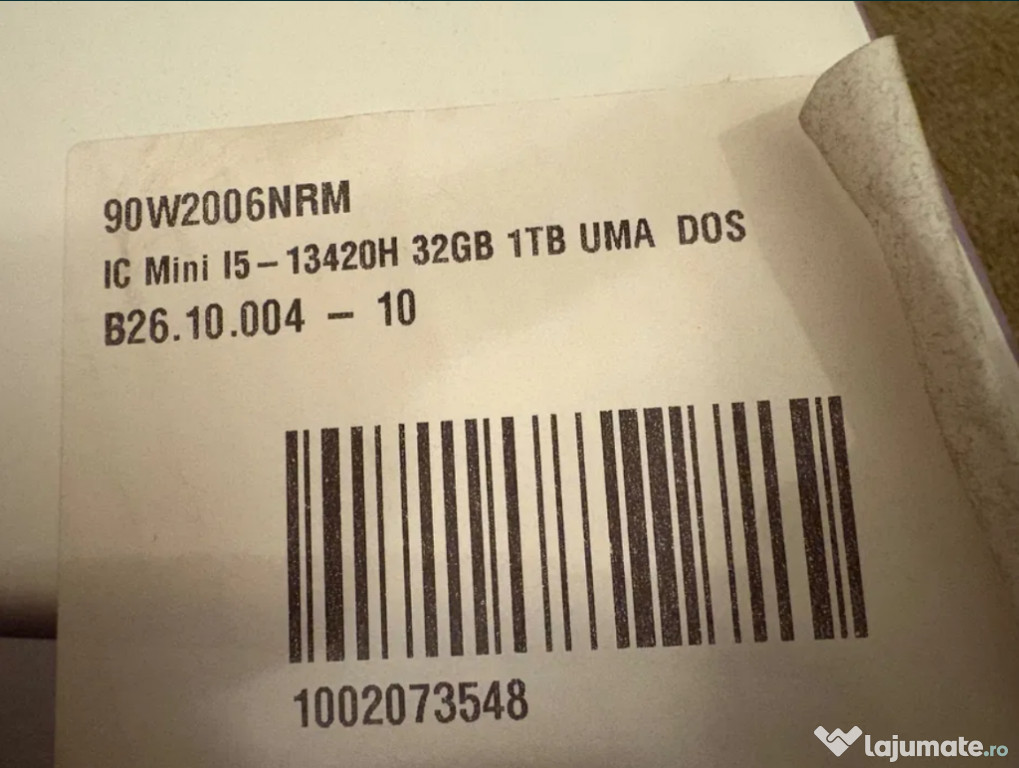 90W2006NRM
IC Mini I5-13420H 32GB 1TB UMA DOS
B26.10.004 - 10
1002073548
lajumate.ro